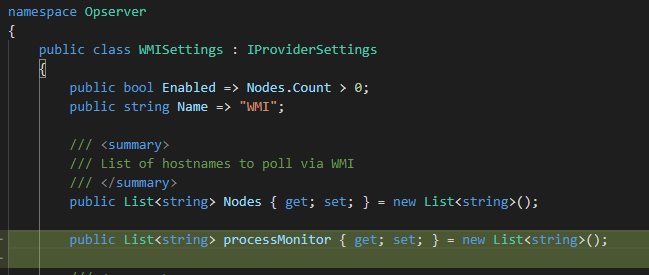 namespace Opserver
{
public class WMISettings : IProviderSettings
{
public bool Enabled => Nodes.Count > 0;
public string Name => "WMI";
/// <summary>
/// List of hostnames to poll via WMI
/// </summary>
public List<string> Nodes { get; set; } = new List<string>();
public List<string> processMonitor { get; set; } = new List<string>();